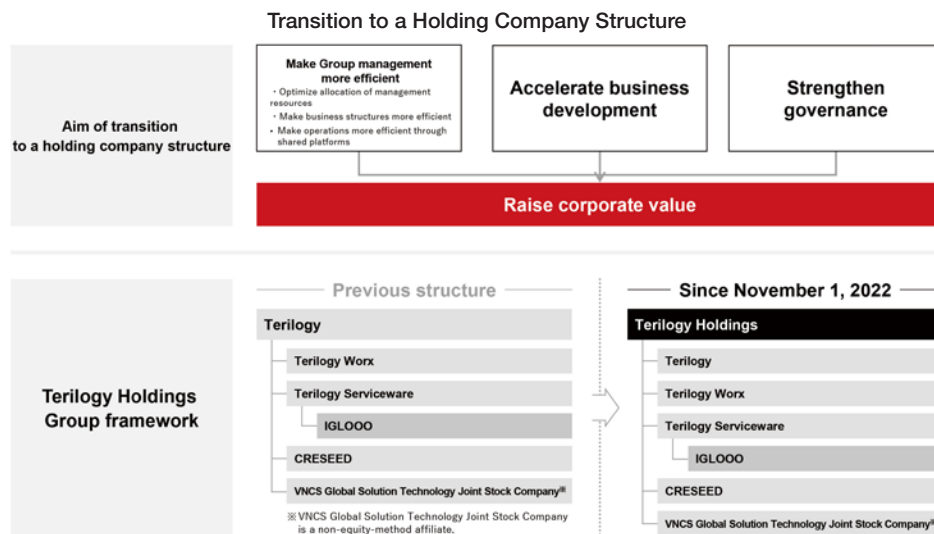 Transition to a Holding Company Structure
Aim of transition
to a holding company structure
Make Group management
more efficient
・Optimize allocation of management
resources
・Make business structures more efficient
・Make operations more efficient through
shared platforms
Accelerate business
development
Strengthen
governance
Raise corporate value
Terilogy Holdings
Group framework
Previous structure
Terilogy
Terilogy Worx
Terilogy Serviceware
IGLOOO
CRESEED
VNCS Global Solution Technology Joint Stock Company※
※VNCS Global Solution Technology Joint Stock Company
is a non-equity-method affiliate.
Since November 1, 2022
Terilogy Holdings
Terilogy
Terilogy Worx
Terilogy Serviceware
IGLOOO
CRESEED
VNCS Global Solution Technology Joint Stock Company※